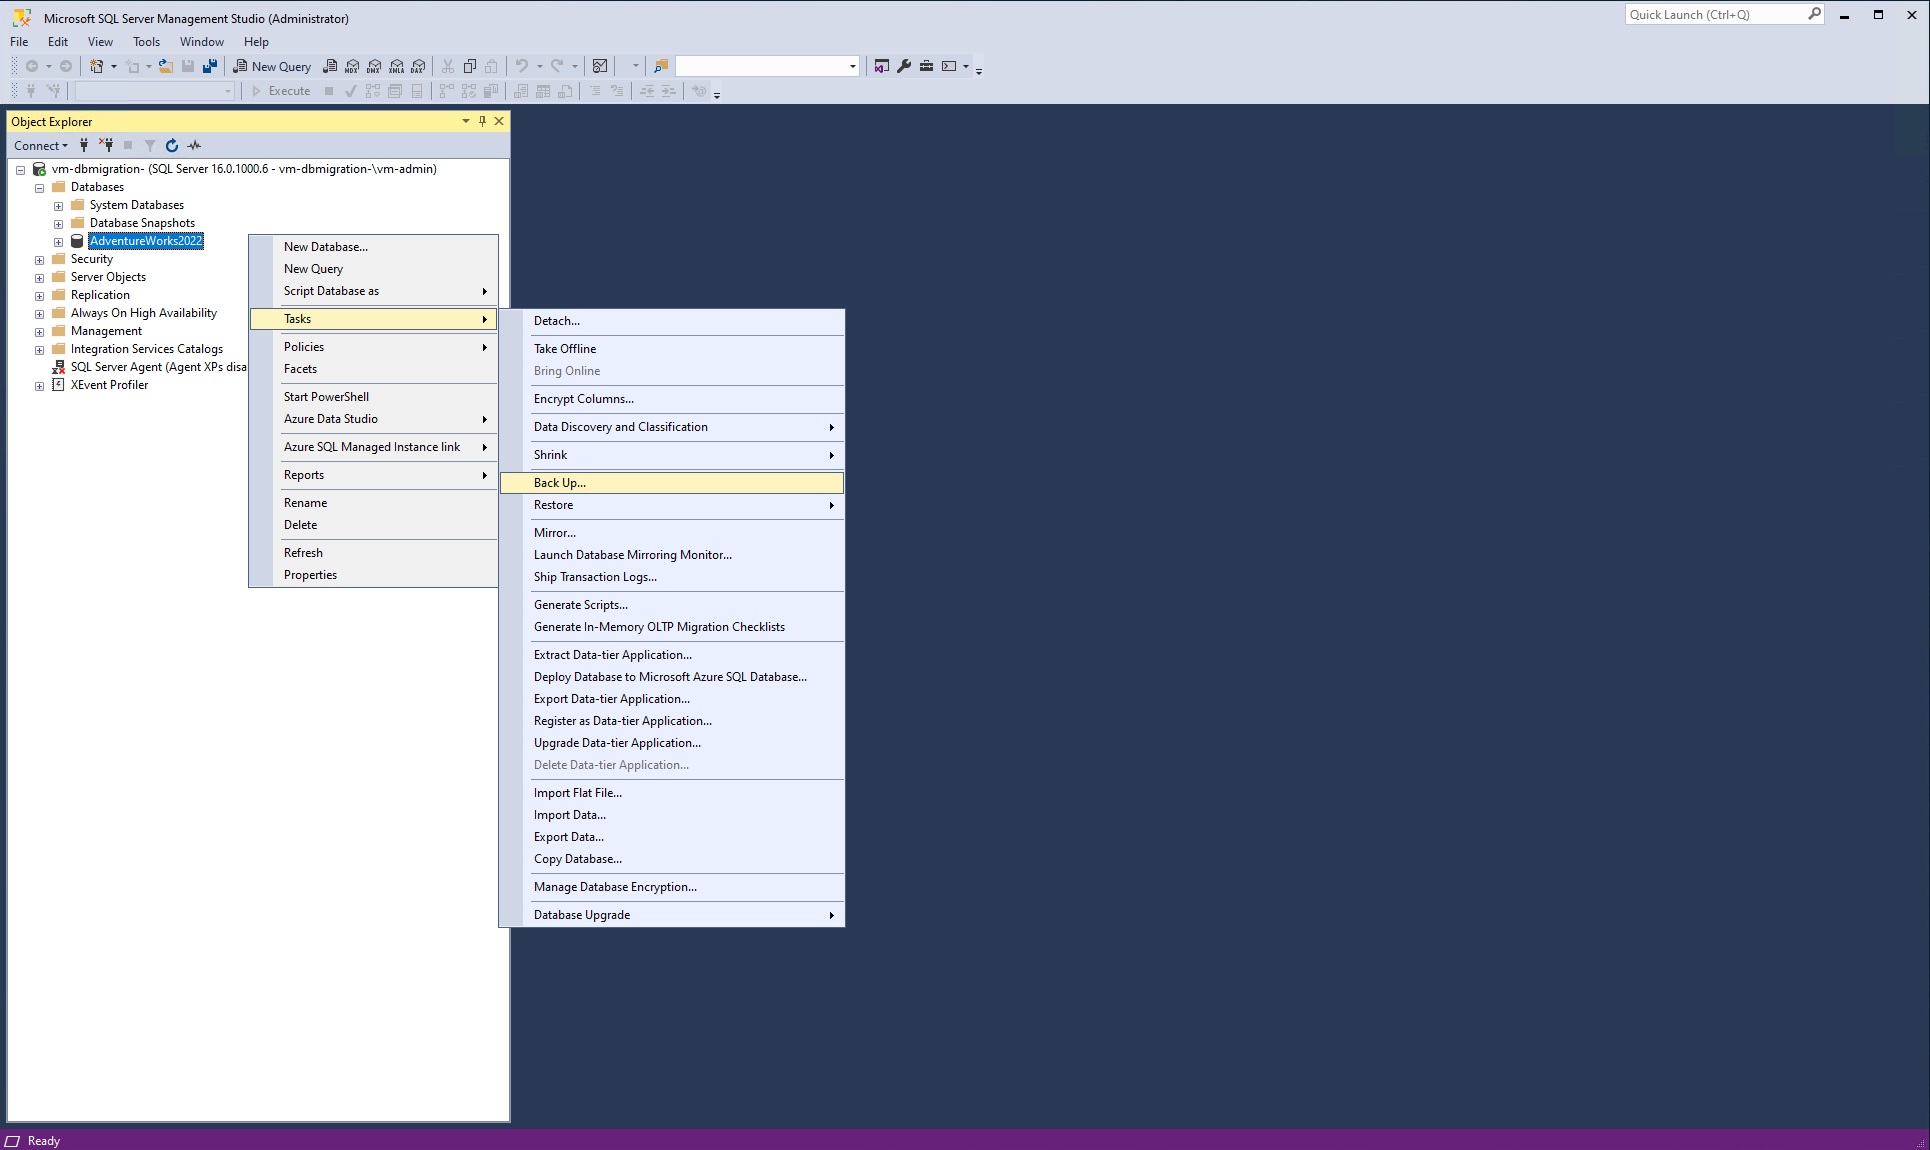 Microsoft SQL Server Management Studio (Administrator)
Quick Launch (Ctrl+Q)
File Edit View Tools Window Help
New Query MDX DMX XMLA DAX
Execute
Object Explorer
Connect
vm-dbmigration- (SQL Server 16.0.1000.6 - vm-dbmigration-\vm-admin)
Databases
System Databases
Database Snapshots
AdventureWorks2022
Security
Server Objects
Replication
Always On High Availability
Management
Integration Services Catalogs
SQL Server Agent (Agent XPs disa
XEvent Profiler
New Database...
New Query
Script Database as
Tasks
Policies
Facets
Start PowerShell
Azure Data Studio
Azure SQL Managed Instance link
Reports
Rename
Delete
Refresh
Properties
Detach...
Take Offline
Bring Online
Encrypt Columns...
Data Discovery and Classification
Shrink
Back Up...
Restore
Mirror...
Launch Database Mirroring Monitor...
Ship Transaction Logs...
Generate Scripts...
Generate In-Memory OLTP Migration Checklists
Extract Data-tier Application...
Deploy Database to Microsoft Azure SQL Database...
Export Data-tier Application...
Register as Data-tier Application...
Upgrade Data-tier Application...
Delete Data-tier Application...
Import Flat File...
Import Data...
Export Data...
Copy Database...
Manage Database Encryption...
Database Upgrade
Ready